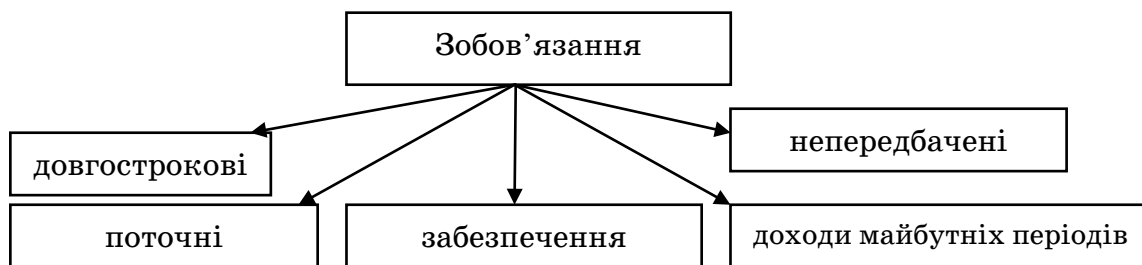 Зобов’язання
довгострокові
непередбачені
поточні
забезпечення
доходи майбутніх періодів